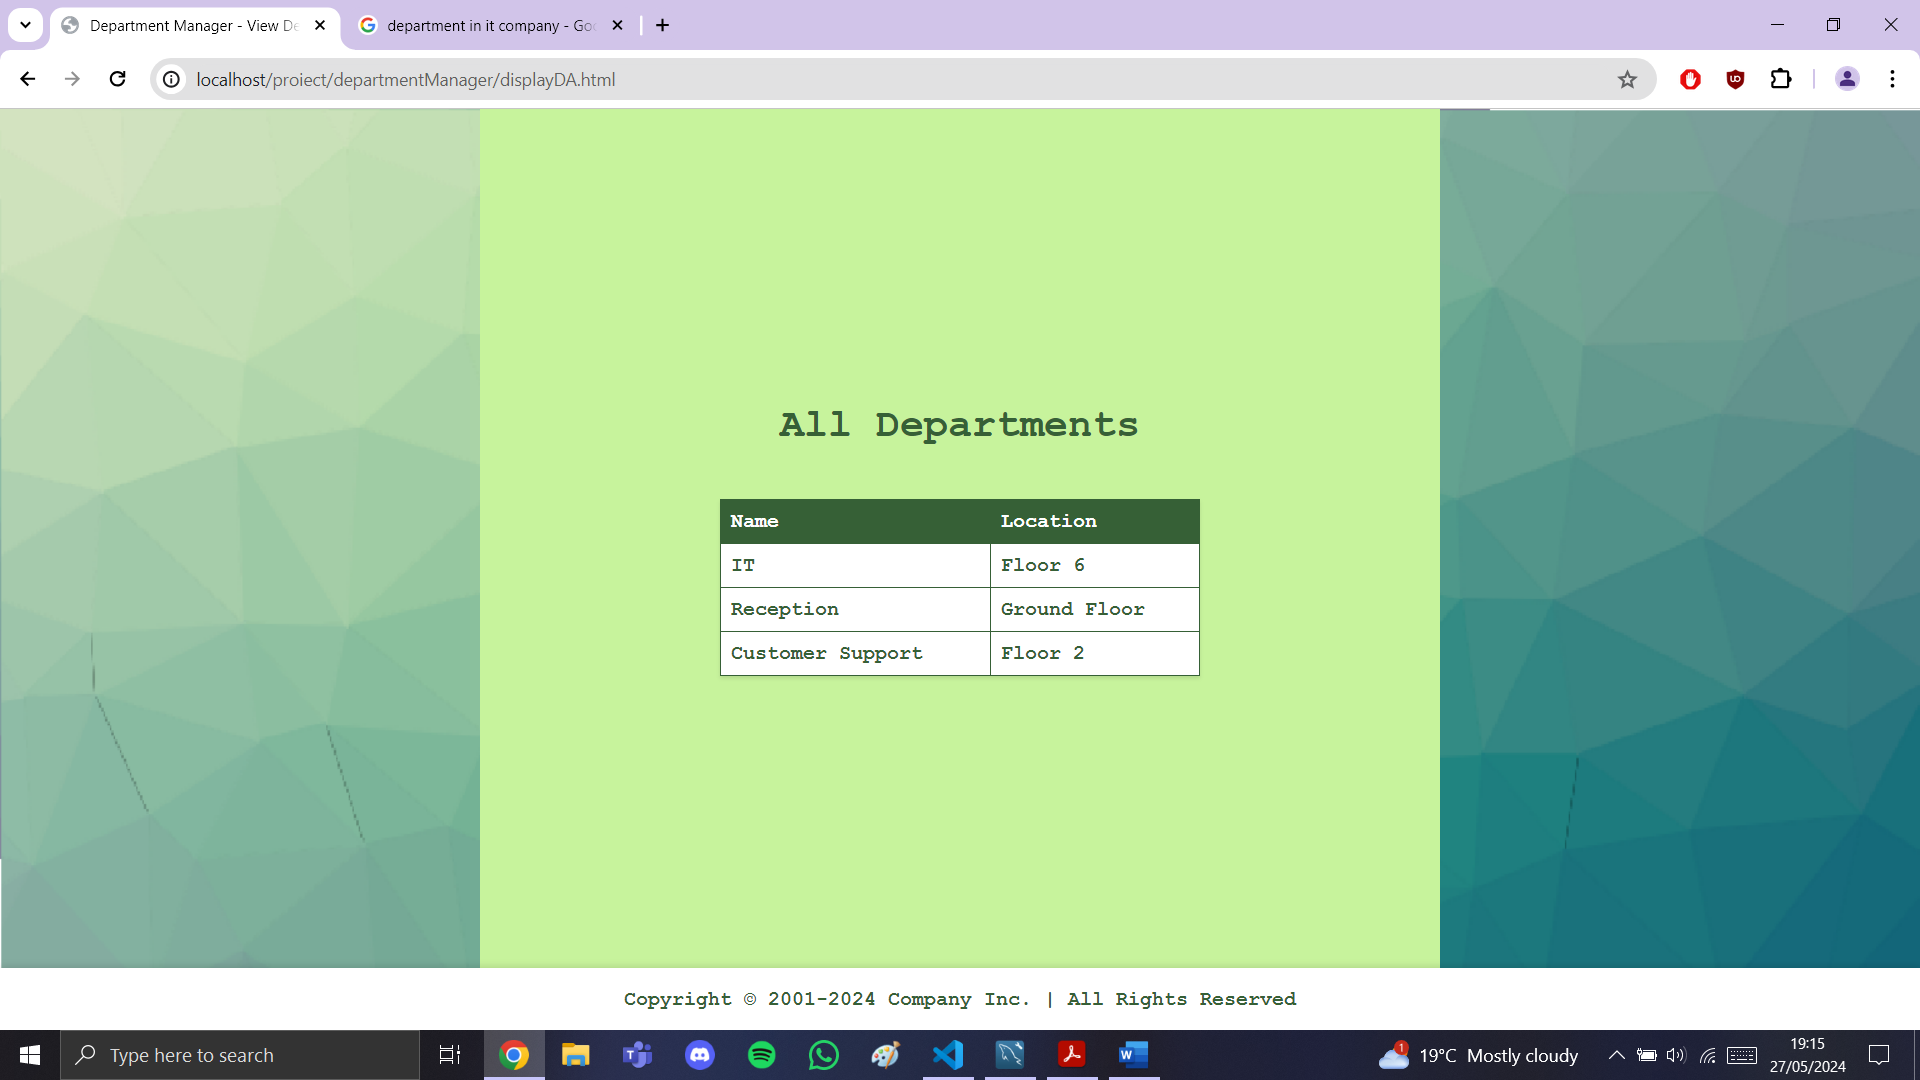 Department Manager - View De
department in it company - Goo
localhost/proiect/departmentManager/displayDA.html
All Departments
Name Location
IT Floor 6
Reception Ground Floor
Customer Support Floor 2
Copyright © 2001-2024 Company Inc. | All Rights Reserved
Type here to search
1
19°C Mostly cloudy
19:15
27/05/2024